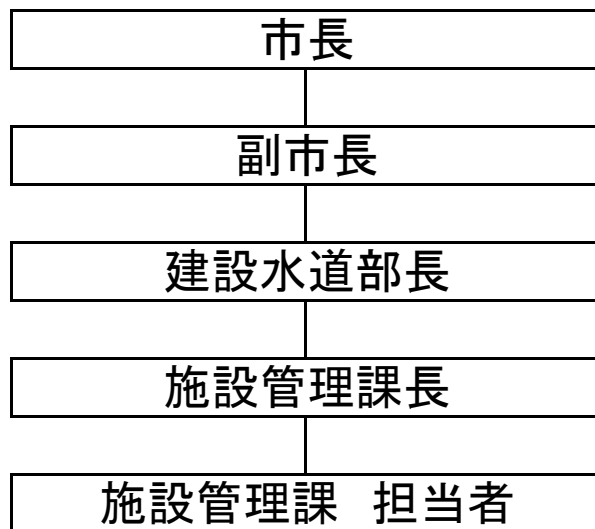 市長
副市長
建設水道部長
施設管理課長
施設管理課　担当者